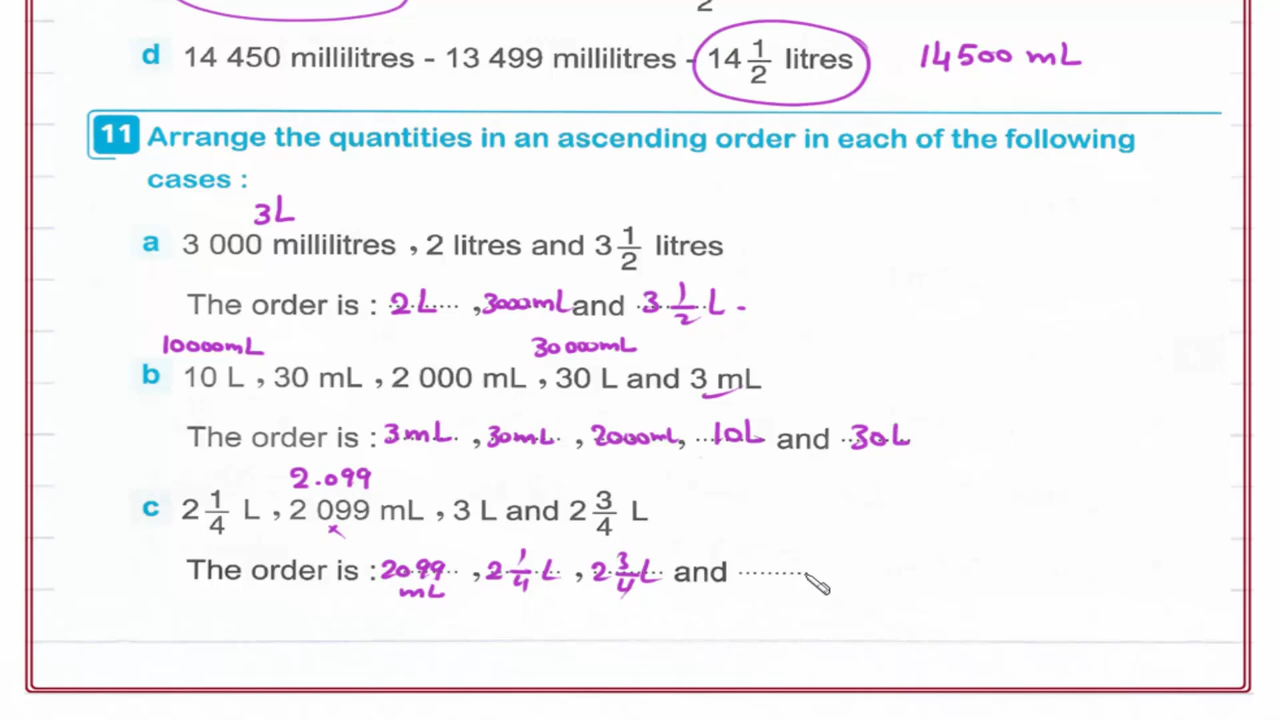 2
d 14 450 millilitres - 13 499 millilitres - 14 1/2 litres 14500 mL
11 Arrange the quantities in an ascending order in each of the following
cases :
3L
a 3 000 millilitres , 2 litres and 3 1/2 litres
The order is : 2L , 3000mL and 3 1/2 L
10000mL 30000mL
b 10 L , 30 mL , 2 000 mL , 30 L and 3 mL
The order is : 3mL , 30mL , 2000mL, 10L and 30L
2.099
c 2 1/4 L , 2 099 mL , 3 L and 2 3/4 L
The order is : 2099 mL , 2 1/4 L , 2 3/4 L and ..........